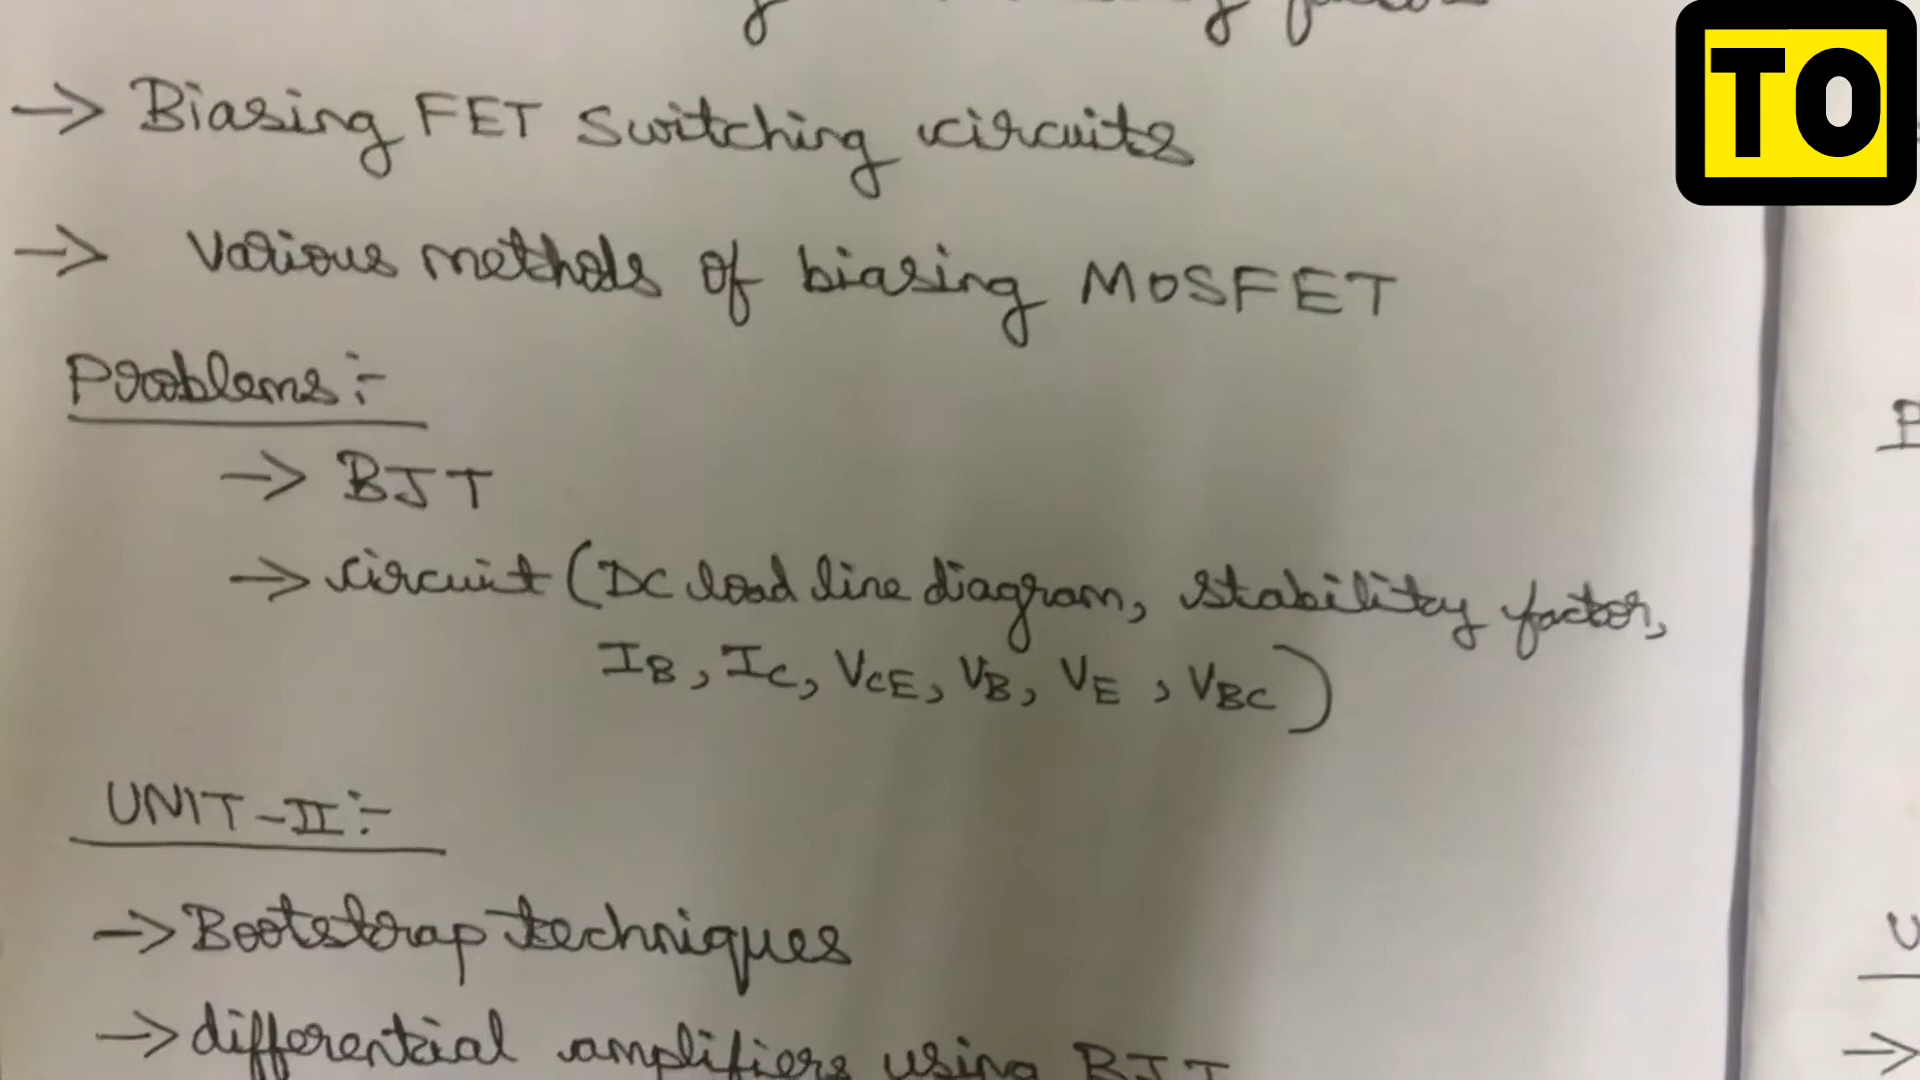 TO
→ Biasing FET Switching circuits
→ Various methods of biasing MOSFET
Problems:-
→ BJT
→ circuit (DC load line diagram, stability factor,
IB, IC, VCE, VB, VE, VBC)
UNIT-II:-
→ Bootstrap techniques
→ differential amplifiers using BJT